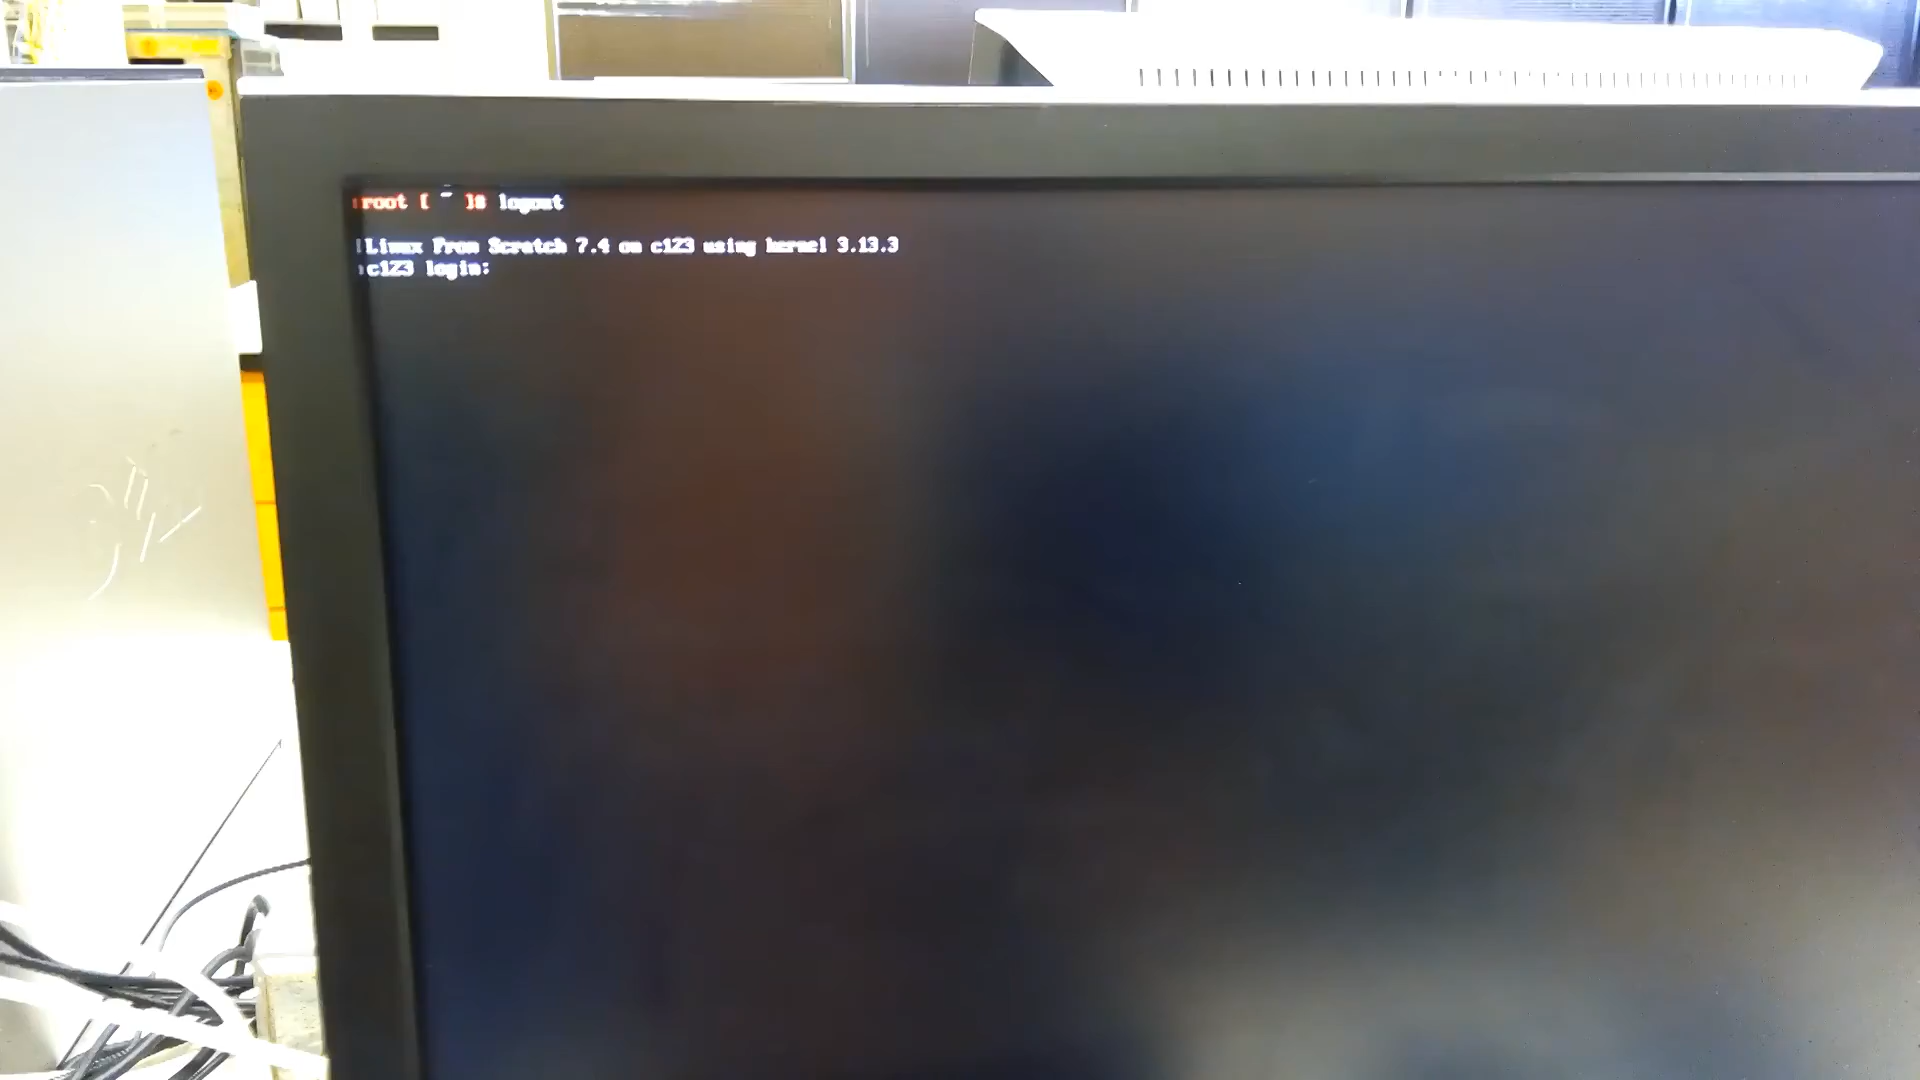 root [ ~ ]# logout
Linux From Scratch 7.4 on c123 using kernel 3.13.3
c123 login: